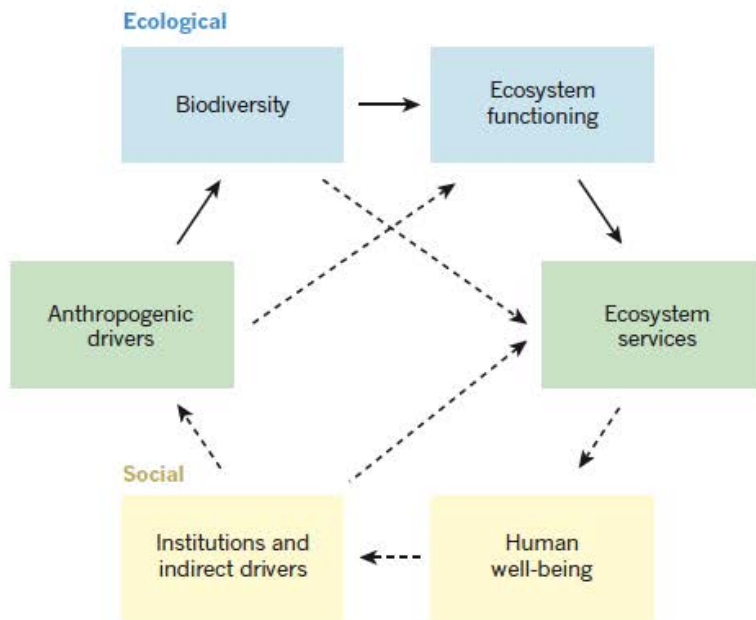 Ecological
Biodiversity
Ecosystem
functioning
Anthropogenic
drivers
Ecosystem
services
Social
Institutions and
indirect drivers
Human
well-being